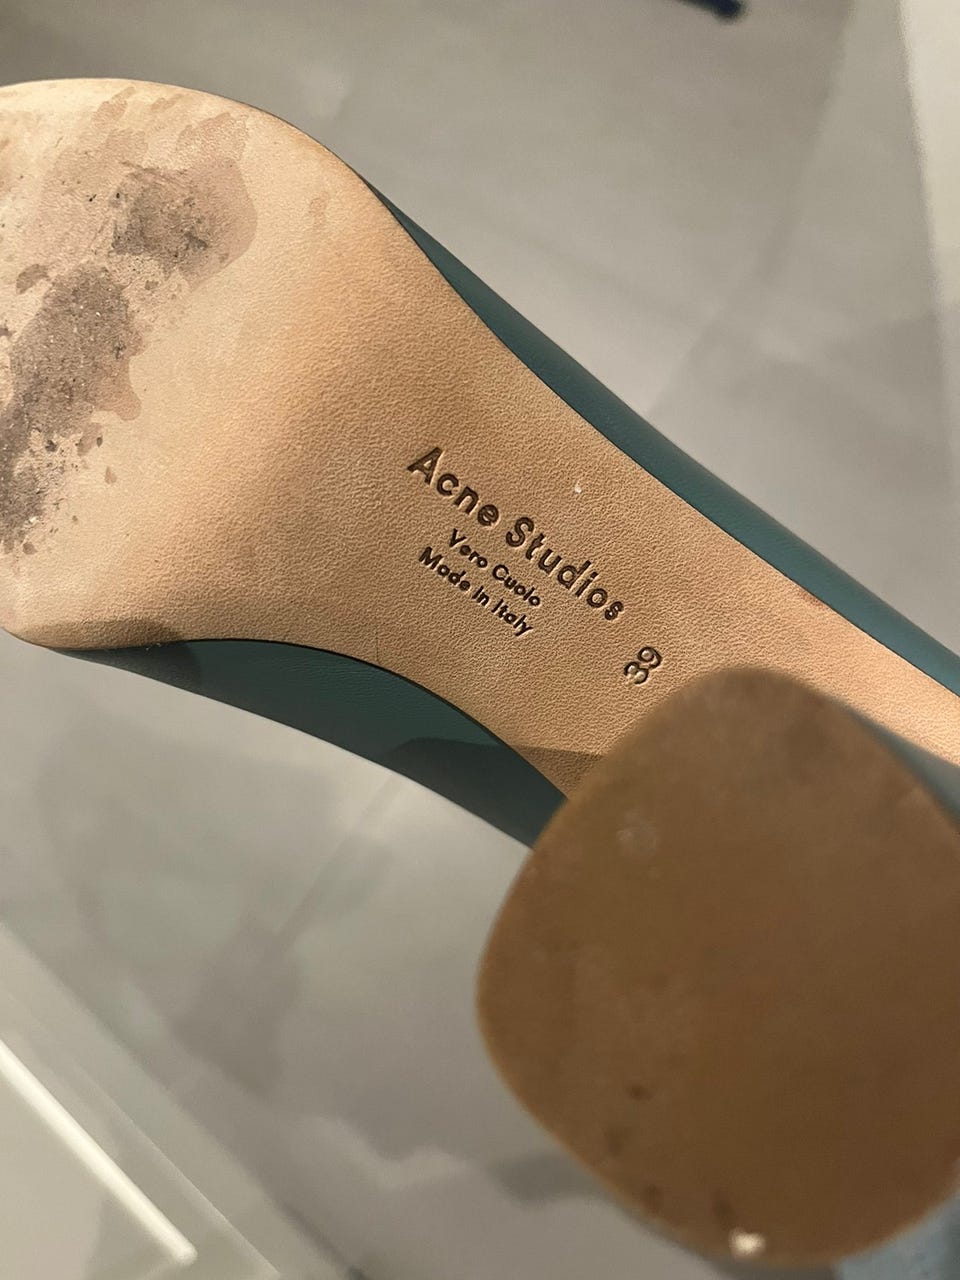 Acne Studios
Vero Cuoio
Made in Italy
39